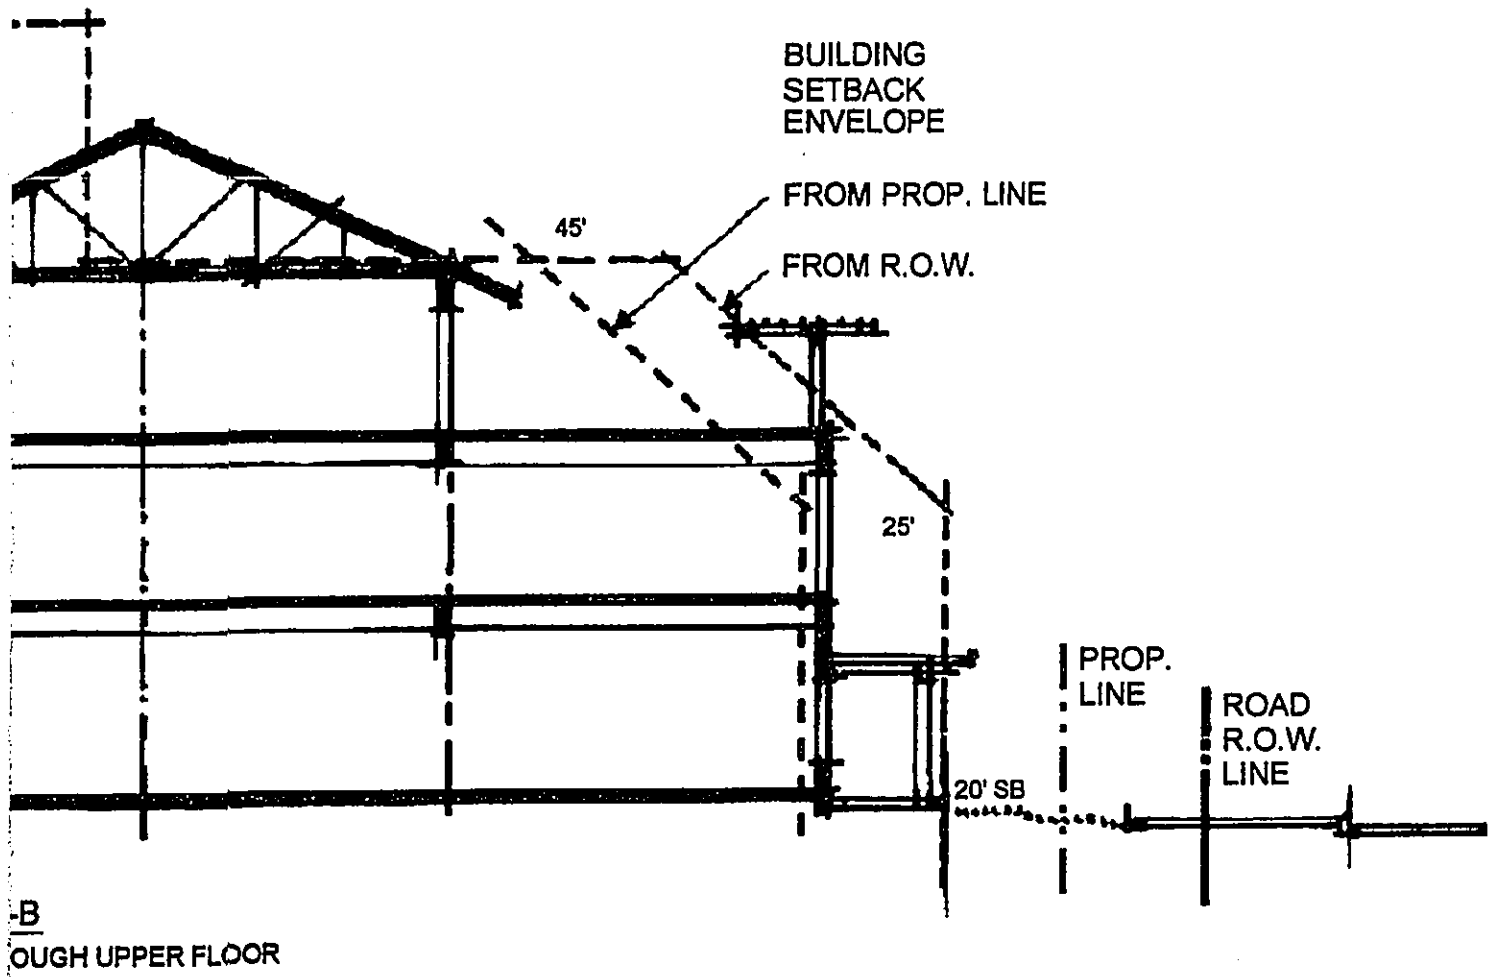 BUILDING
SETBACK
ENVELOPE
FROM PROP. LINE
45'
FROM R.O.W.
25'
PROP.
LINE
ROAD
R.O.W.
LINE
20' SB
-B
OUGH UPPER FLOOR